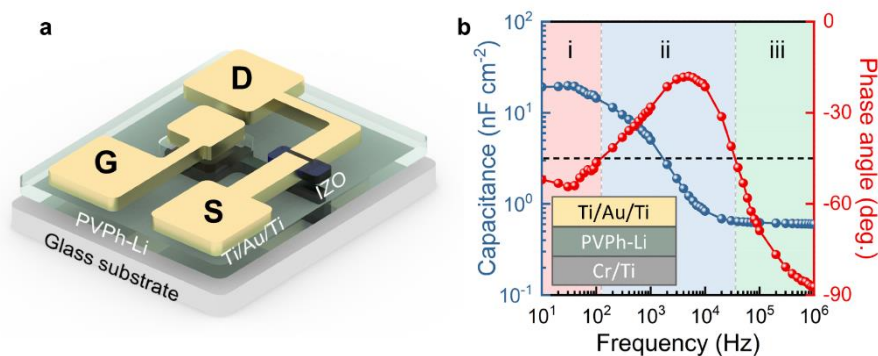 a
D
G
S
IZO
PVPh-Li
Ti/Au/Ti
Glass substrate
b
i
ii
iii
Capacitance (nF cm⁻²)
10²
10¹
10⁰
10⁻¹
Phase angle (deg.)
0
-30
-60
-90
Ti/Au/Ti
PVPh-Li
Cr/Ti
10¹ 10² 10³ 10⁴ 10⁵ 10⁶
Frequency (Hz)